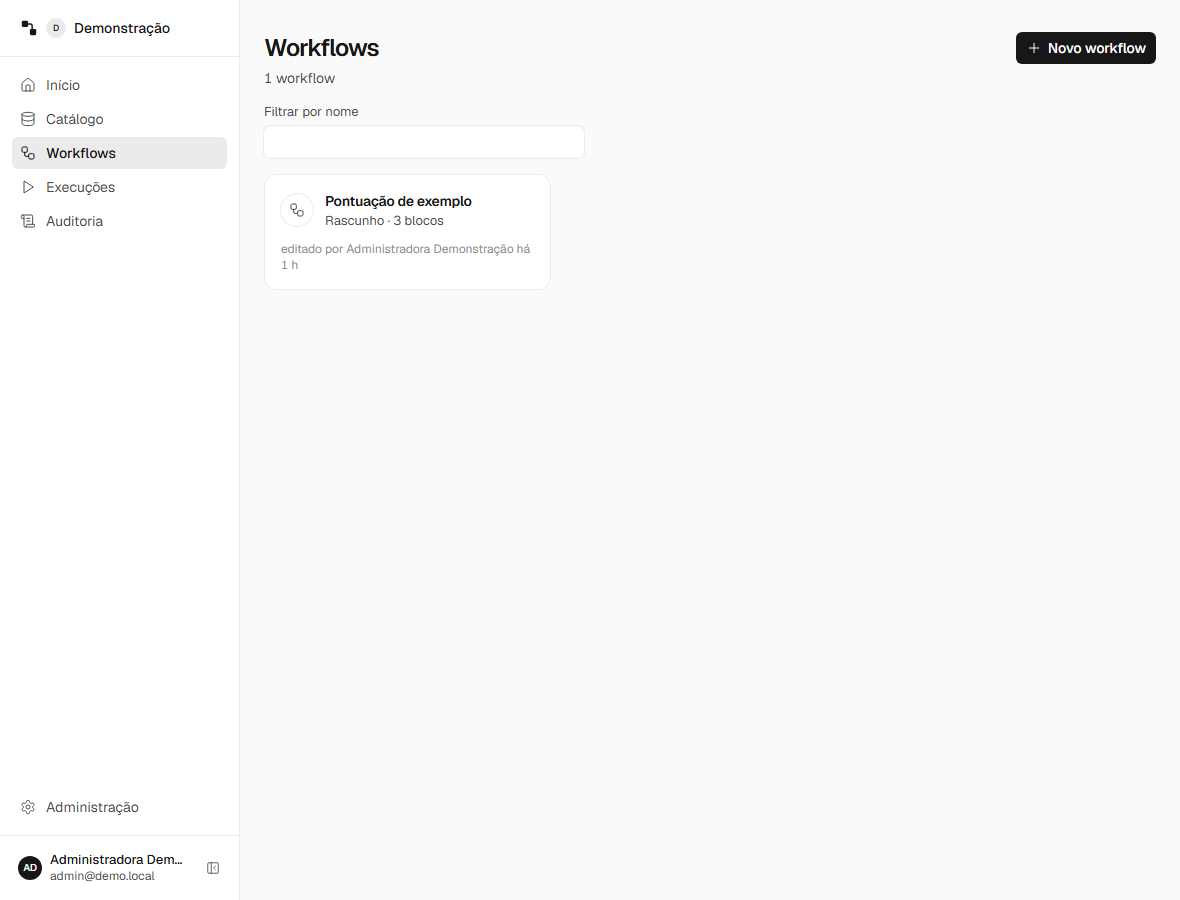 D Demonstração
Início
Catálogo
Workflows
Execuções
Auditoria
Administração
AD
Administradora Dem...
admin@demo.local
Workflows
1 workflow
Novo workflow
Filtrar por nome
Pontuação de exemplo
Rascunho · 3 blocos
editado por Administradora Demonstração há
1 h